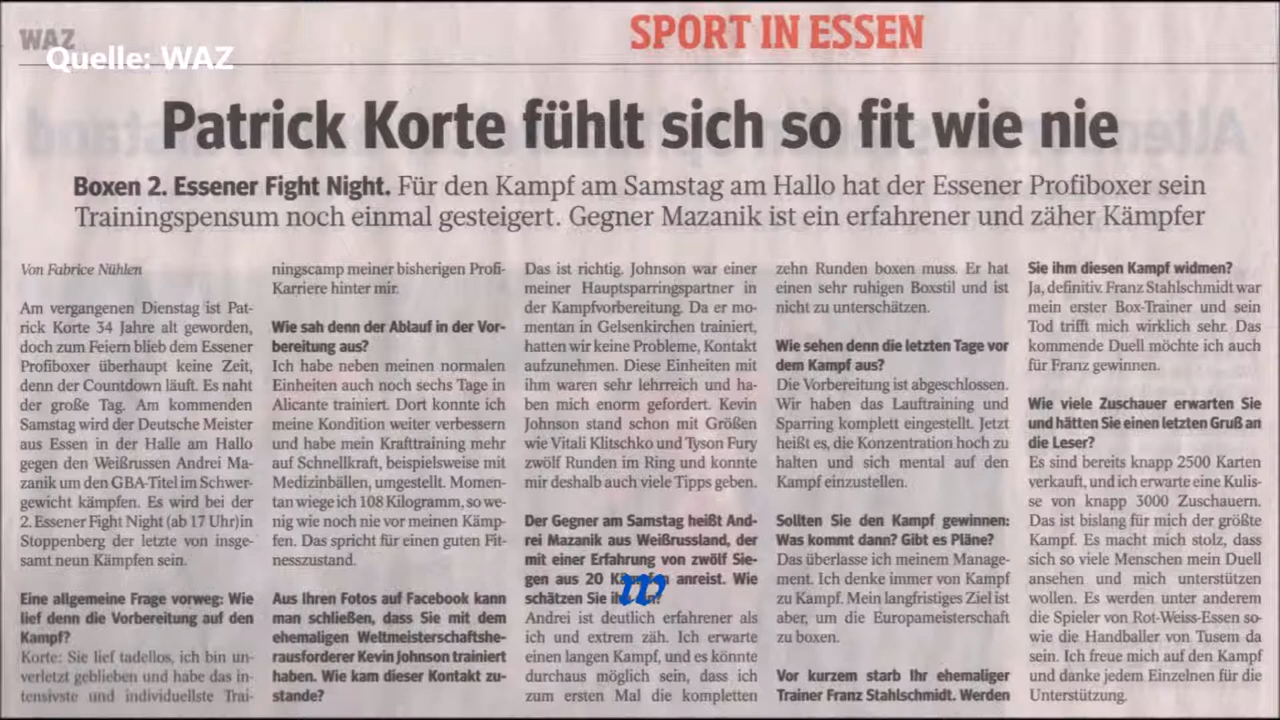 WAZ
Quelle: WAZ
SPORT IN ESSEN
Patrick Korte fühlt sich so fit wie nie
Boxen 2. Essener Fight Night. Für den Kampf am Samstag am Hallo hat der Essener Profiboxer sein
Trainingspensum noch einmal gesteigert. Gegner Mazanik ist ein erfahrener und zäher Kämpfer
Von Fabrice Nühlen
Am vergangenen Dienstag ist Pat-
rick Korte 34 Jahre alt geworden,
doch zum Feiern blieb dem Essener
Profiboxer überhaupt keine Zeit,
denn der Countdown läuft. Es naht
der große Tag. Am kommenden
Samstag wird der Deutsche Meister
aus Essen in der Halle am Hallo
gegen den Weißrussen Andrei Ma-
zanik um den GBA-Titel im Schwer-
gewicht kämpfen. Es wird bei der
2. Essener Fight Night (ab 17 Uhr) in
Stoppenberg der letzte von insge-
samt neun Kämpfen sein.
Eine allgemeine Frage vorweg: Wie
lief denn die Vorbereitung auf den
Kampf?
Korte: Sie lief tadellos, ich bin un-
verletzt geblieben und habe das in-
tensivste und individuellste Trai-
ningscamp meiner bisherigen Profi-
Karriere hinter mir.
Wie sah denn der Ablauf in der Vor-
bereitung aus?
Ich habe neben meinen normalen
Einheiten auch noch sechs Tage in
Alicante trainiert. Dort konnte ich
meine Kondition weiter verbessern
und habe mein Krafttraining mehr
auf Schnellkraft, beispielsweise mit
Medizinbällen, umgestellt. Momen-
tan wiege ich 108 Kilogramm, so we-
nig wie noch nie vor meinen Kämp-
fen. Das spricht für einen guten Fit-
nesszustand.
Aus Ihren Fotos auf Facebook kann
man schließen, dass Sie mit dem
ehemaligen Weltmeisterschaftshe-
rausforderer Kevin Johnson trainiert
haben. Wie kam dieser Kontakt zu-
stande?
Das ist richtig. Johnson war einer
meiner Hauptsparringspartner in
der Kampfvorbereitung. Da er mo-
mentan in Gelsenkirchen trainiert,
hatten wir keine Probleme, Kontakt
aufzunehmen. Diese Einheiten mit
ihm waren sehr lehrreich und ha-
ben mich enorm gefordert. Kevin
Johnson stand schon mit Größen
wie Vitali Klitschko und Tyson Fury
zwölf Runden im Ring und konnte
mir deshalb auch viele Tipps geben.
Der Gegner am Samstag heißt And-
rei Mazanik aus Weißrussland, der
mit einer Erfahrung von zwölf Sie-
gen aus 20 anreist. Wie
schätzen Sie
Andrei ist deutlich erfahrener als
ich und extrem zäh. Ich erwarte
einen langen Kampf, und es könnte
durchaus möglich sein, dass ich
zum ersten Mal die kompletten
zehn Runden boxen muss. Er hat
einen sehr ruhigen Boxstil und ist
nicht zu unterschätzen.
Wie sehen denn die letzten Tage vor
dem Kampf aus?
Die Vorbereitung ist abgeschlossen.
Wir haben das Lauftraining und
Sparring komplett eingestellt. Jetzt
heißt es, die Konzentration hoch zu
halten und sich mental auf den
Kampf einzustellen.
Sollten Sie den Kampf gewinnen:
Was kommt dann? Gibt es Pläne?
Das überlasse ich meinem Manage-
ment. Ich denke immer von Kampf
zu Kampf. Mein langfristiges Ziel ist
aber, um die Europameisterschaft
zu boxen.
Vor kurzem starb Ihr ehemaliger
Trainer Franz Stahlschmidt. Werden
Sie ihm diesen Kampf widmen?
Ja, definitiv. Franz Stahlschmidt war
mein erster Box-Trainer und sein
Tod trifft mich wirklich sehr. Das
kommende Duell möchte ich auch
für Franz gewinnen.
Wie viele Zuschauer erwarten Sie
und hätten Sie einen letzten Gruß an
die Leser?
Es sind bereits knapp 2500 Karten
verkauft, und ich erwarte eine Kulis-
se von knapp 3000 Zuschauern.
Das ist bislang für mich der größte
Kampf. Es macht mich stolz, dass
sich so viele Menschen mein Duell
ansehen und mich unterstützen
wollen. Es werden unter anderem
die Spieler von Rot-Weiss-Essen so-
wie die Handballer von Tusem da
sein. Ich freue mich auf den Kampf
und danke jedem Einzelnen für die
Unterstützung.